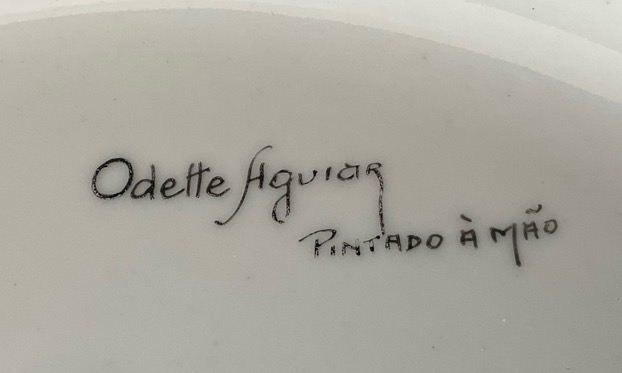 Odette Aguiar
PINTADO À MÃO